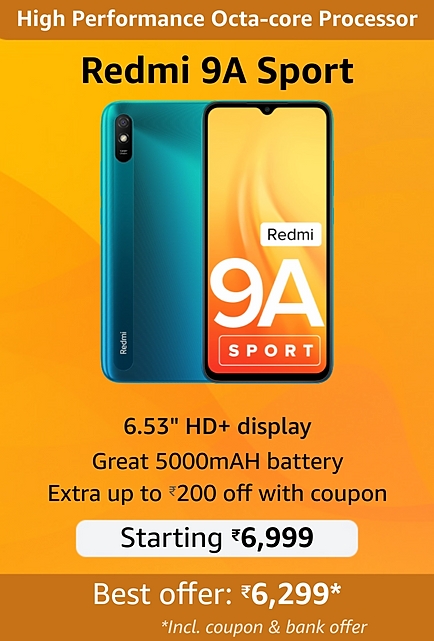 High Performance Octa-core Processor
Redmi 9A Sport
Redmi
9A
SPORT
Redmi
6.53" HD+ display
Great 5000mAH battery
Extra up to ₹200 off with coupon
Starting ₹6,999
Best offer: ₹6,299*
*Incl. coupon & bank offer